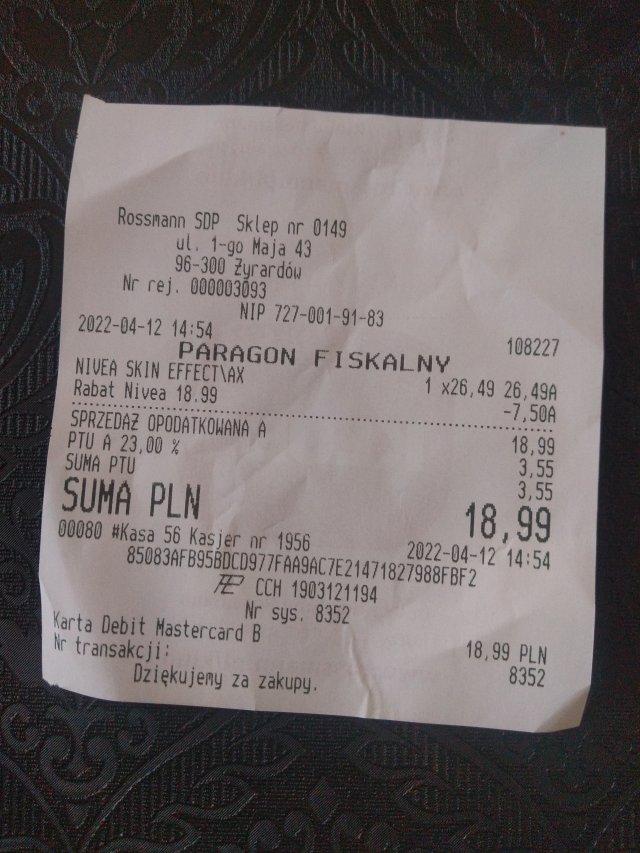 Rossmann SDP Sklep nr 0149
ul. 1-go Maja 43
96-300 Żyrardów
Nr rej. 000003093
NIP 727-001-91-83
2022-04-12 14:54 108227
PARAGON FISKALNY
NIVEA SKIN EFFECT\AX 1 x26,49 26,49A
Rabat Nivea 18.99 -7,50A
SPRZEDAŻ OPODATKOWANA A 18,99
PTU A 23,00 % 3,55
SUMA PTU 3,55
SUMA PLN 18,99
00080 #Kasa 56 Kasjer nr 1956 2022-04-12 14:54
85083AFB95BDCD977FAA9AC7E21471827988FBF2
CCH 1903121194
Nr sys. 8352
Karta Debit Mastercard B 18,99 PLN
Nr transakcji: 8352
Dziękujemy za zakupy.